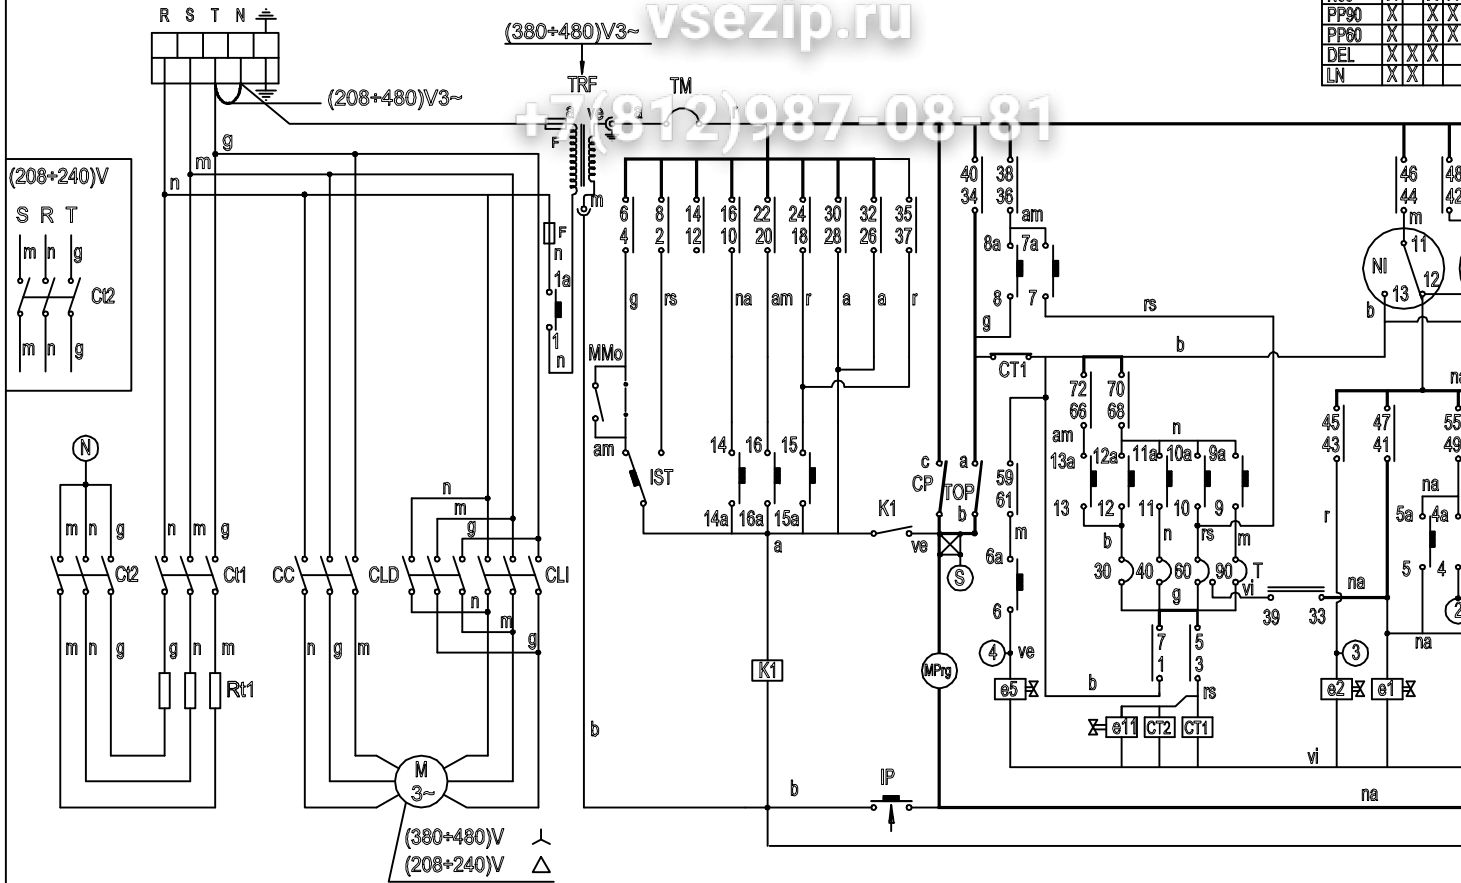 vsezip.ru
+7(812)987-08-81
R S T N
(380÷480)V3~
TRF
TM
(208÷480)V3~
F
ve
a
PP90 X X X
PP60 X X X
DEL X X X
LN X X
g
m
n
m
(208÷240)V
S R T
m n g
Ct2
m n g
F
n
1a
1
n
6 8 14 16 22 24 30 32 35
4 2 12 10 20 18 28 26 37
g rs na am r a a r
MMo
am
IST
14 16 15
14a 16a 15a
a
K1
ve
40 38
34 36
am
8a 7a
8 7
g
rs
b
CT1
c a
CP TOP
b
S
59
61
m
6a
6
4
ve
e5
72 70
66 68
am
n
13a 12a 11a 10a 9a
13 12 11 10 9
b n rs m
30 40 60 90 T
g
vi
39 33
na
7 5
1 3
b
rs
e11 CT2 CT1
vi
46 48
44 42
m
11
NI
12
13
b
na
45 47 55
43 41 49
r
na
5a 4a
5 4
2
na
3
e2 e1
N
m n g
Ct2
m n g
n m g
Ct1
g n m
Rt1
CC
n g m
n
m
g
CLD
CLI
n
m
g
M
3~
(380÷480)V
(208÷240)V
K1
b
b
MPrg
IP
na